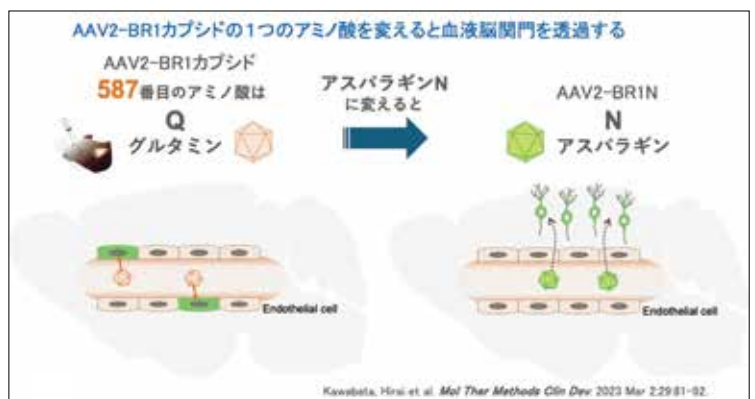 AAV2-BR1カプシドの1つのアミノ酸を変えると血液脳関門を透過する
AAV2-BR1カプシド
587番目のアミノ酸は
Q
グルタミン
アスパラギンN
に変えると
AAV2-BR1N
N
アスパラギン
Endothelial cell
Endothelial cell
Kawabata, Hirai et al. Mol Ther Methods Clin Dev. 2023 Mar 2;29:81-92.